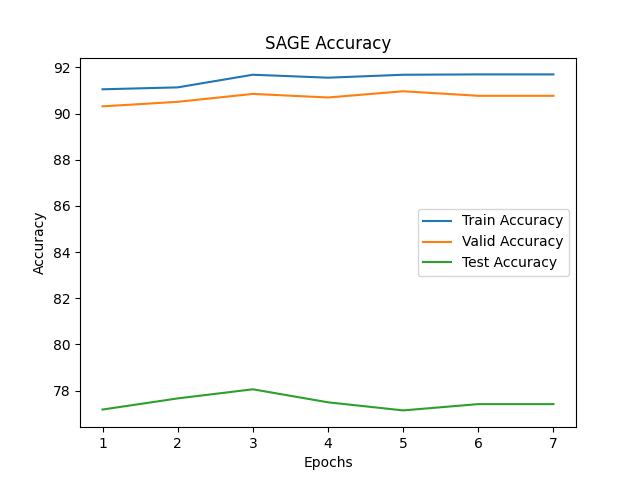 SAGE Accuracy
92
90
88
86
84
82
80
78
Accuracy
Train Accuracy
Valid Accuracy
Test Accuracy
1 2 3 4 5 6 7
Epochs